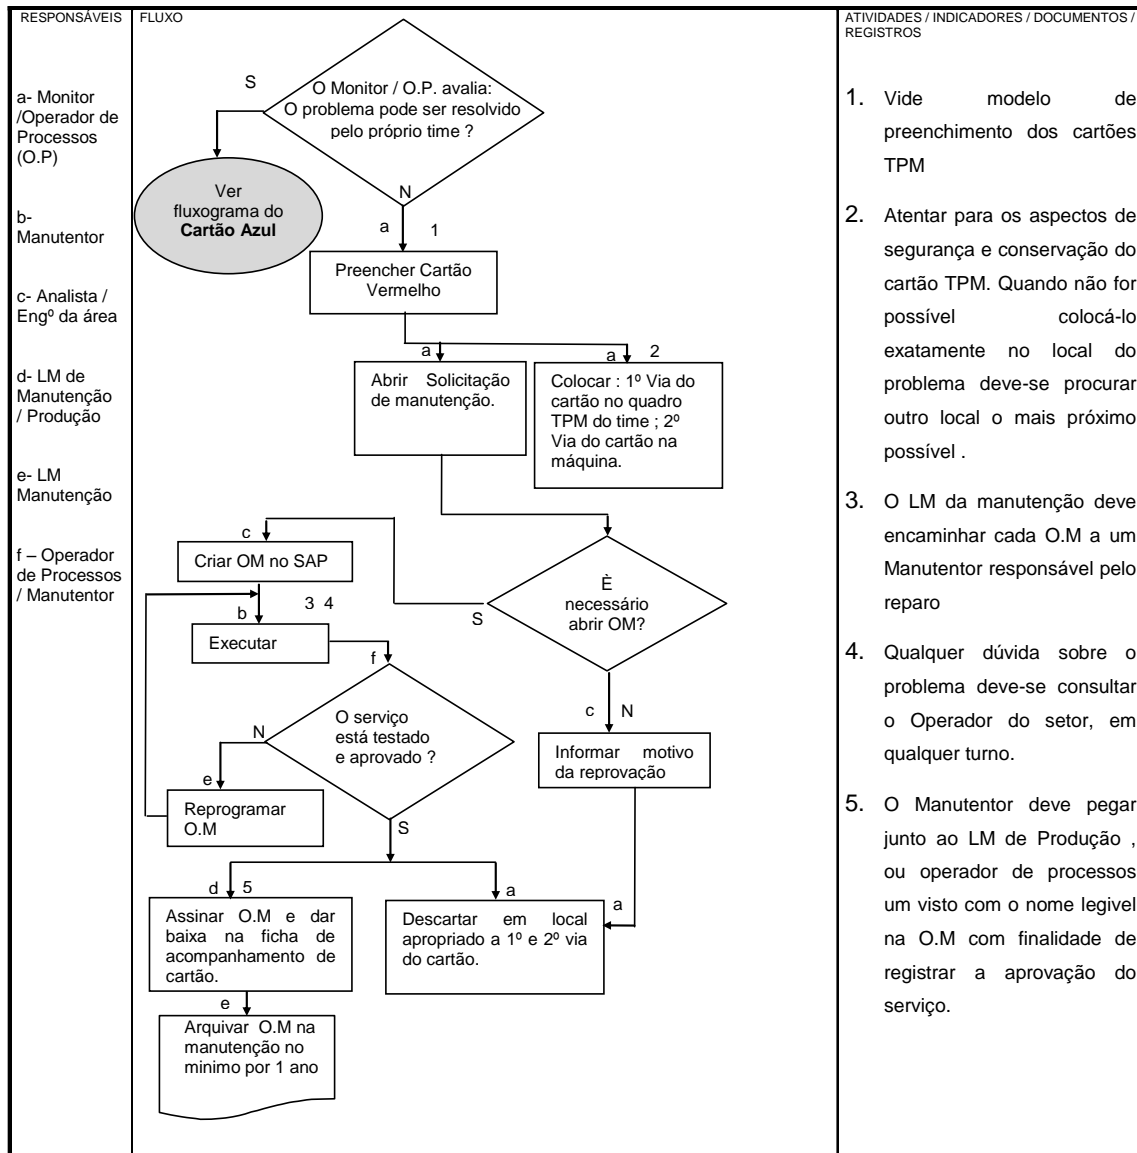 RESPONSÁVEIS
a- Monitor
/Operador de
Processos
(O.P)
b-
Manutentor
c- Analista /
Engº da área
d- LM de
Manutenção
/ Produção
e- LM
Manutenção
f – Operador
de Processos
/ Manutentor
FLUXO
O Monitor / O.P. avalia:
O problema pode ser resolvido
pelo próprio time ?
S
Ver
fluxograma do
Cartão Azul
N
a 1
Preencher Cartão
Vermelho
a
Abrir Solicitação
de manutenção.
a 2
Colocar : 1º Via do
cartão no quadro
TPM do time ; 2º
Via do cartão na
máquina.
c
Criar OM no SAP
È
necessário
abrir OM?
S
b 3 4
Executar
f
O serviço
está testado
e aprovado ?
N
e
Reprogramar
O.M
S
c N
Informar motivo
da reprovação
d 5
Assinar O.M e dar
baixa na ficha de
acompanhamento de
cartão.
a
a
Descartar em local
apropriado a 1º e 2º via
do cartão.
e
Arquivar O.M na
manutenção no
minimo por 1 ano
ATIVIDADES / INDICADORES / DOCUMENTOS /
REGISTROS
1. Vide modelo de
preenchimento dos cartões
TPM
2. Atentar para os aspectos de
segurança e conservação do
cartão TPM. Quando não for
possível colocá-lo
exatamente no local do
problema deve-se procurar
outro local o mais próximo
possível .
3. O LM da manutenção deve
encaminhar cada O.M a um
Manutentor responsável pelo
reparo
4. Qualquer dúvida sobre o
problema deve-se consultar
o Operador do setor, em
qualquer turno.
5. O Manutentor deve pegar
junto ao LM de Produção ,
ou operador de processos
um visto com o nome legivel
na O.M com finalidade de
registrar a aprovação do
serviço.